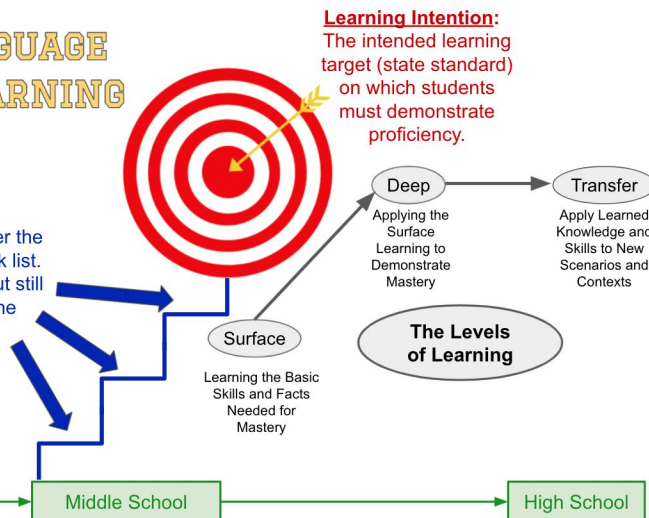 GUAGE
ARNING
Learning Intention:
The intended learning
target (state standard)
on which students
must demonstrate
proficiency.
er the
k list.
ut still
ne
Deep
Applying the
Surface
Learning to
Demonstrate
Mastery
Transfer
Apply Learned
Knowledge and
Skills to New
Scenarios and
Contexts
Surface
Learning the Basic
Skills and Facts
Needed for
Mastery
The Levels
of Learning
Middle School
High School